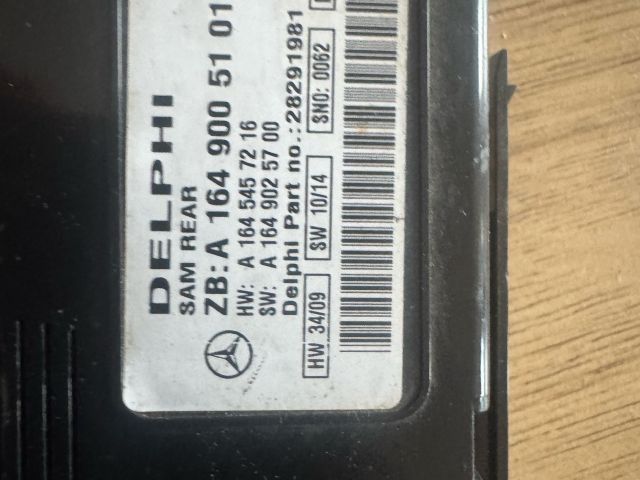 DELPHI
SAM REAR
ZB: A 164 900 51 01
HW: A 164 545 72 16
SW: A 164 902 57 00
Delphi Part no.: 28291981
HW 34/09 SW 10/14 SNO: 0062